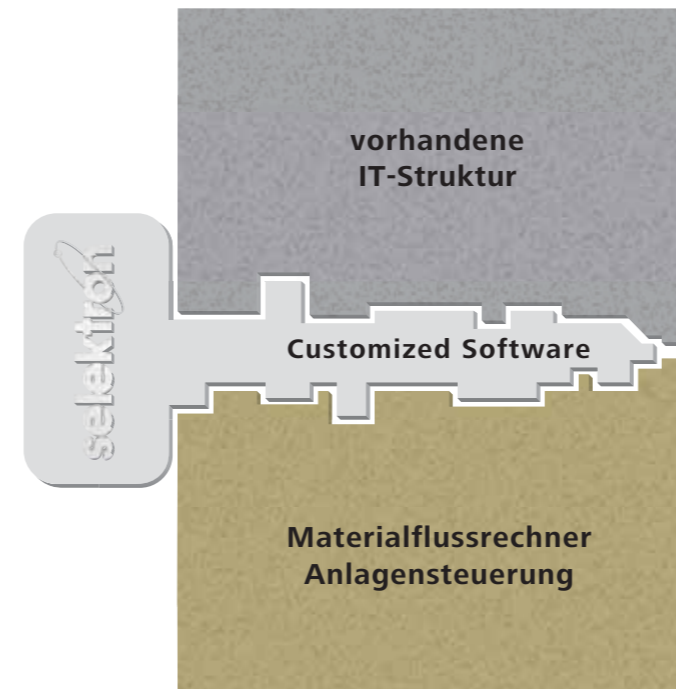 vorhandene
IT-Struktur
selektron
Customized Software
Materialflussrechner
Anlagensteuerung